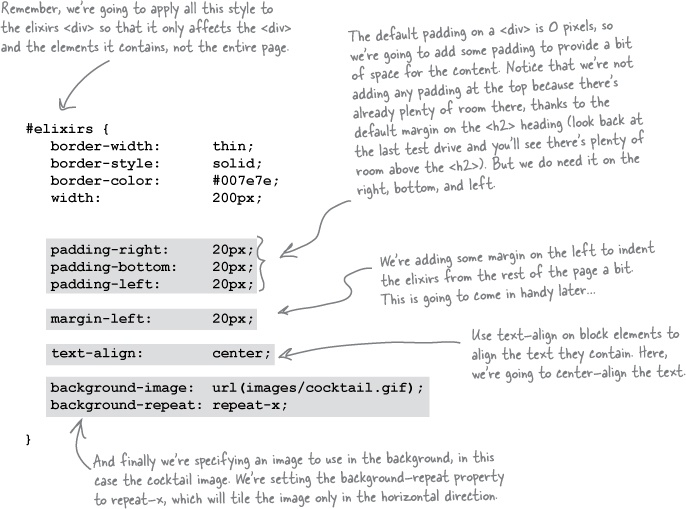 Remember, we're going to apply all this style to
the elixirs <div> so that it only affects the <div>
and the elements it contains, not the entire page.
The default padding on a <div> is 0 pixels, so
we're going to add some padding to provide a bit
of space for the content. Notice that we're not
adding any padding at the top because there's
already plenty of room there, thanks to the
default margin on the <h2> heading (look back at
the last test drive and you'll see there's plenty of
room above the <h2>). But we do need it on the
right, bottom, and left.
#elixirs {
border-width: thin;
border-style: solid;
border-color: #007e7e;
width: 200px;
padding-right: 20px;
padding-bottom: 20px;
padding-left: 20px;
We're adding some margin on the left to indent
the elixirs from the rest of the page a bit.
This is going to come in handy later...
margin-left: 20px;
Use text-align on block elements to
align the text they contain. Here,
we're going to center-align the text.
text-align: center;
background-image: url(images/cocktail.gif);
background-repeat: repeat-x;
}
And finally we're specifying an image to use in the background, in this
case the cocktail image. We're setting the background-repeat property
to repeat-x, which will tile the image only in the horizontal direction.